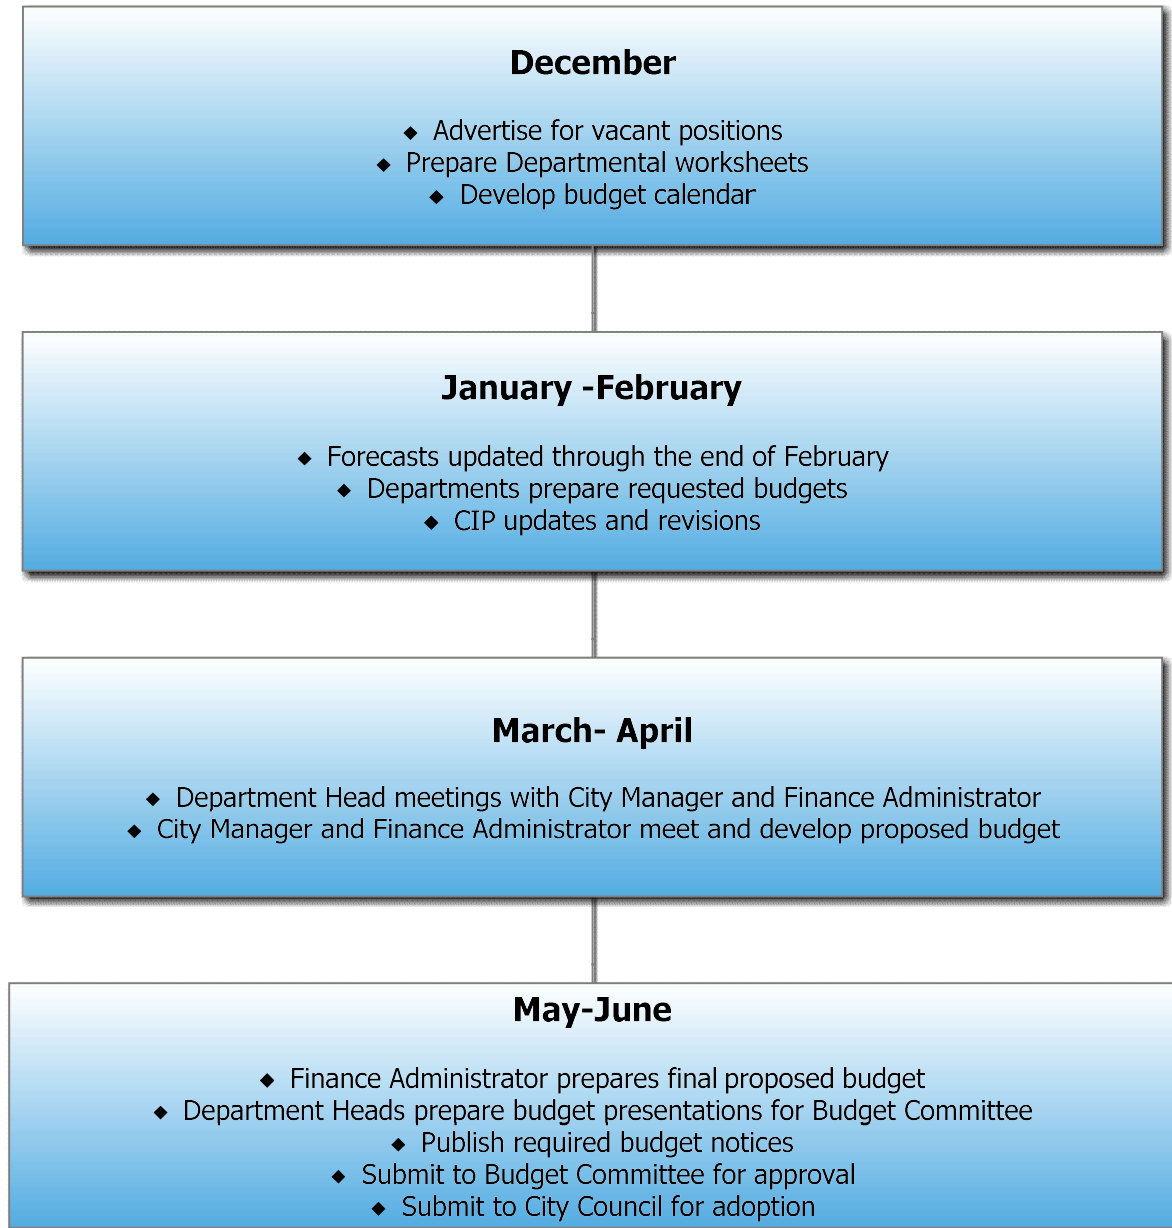 December
◆ Advertise for vacant positions
◆ Prepare Departmental worksheets
◆ Develop budget calendar
January -February
◆ Forecasts updated through the end of February
◆ Departments prepare requested budgets
◆ CIP updates and revisions
March- April
◆ Department Head meetings with City Manager and Finance Administrator
◆ City Manager and Finance Administrator meet and develop proposed budget
May-June
◆ Finance Administrator prepares final proposed budget
◆ Department Heads prepare budget presentations for Budget Committee
◆ Publish required budget notices
◆ Submit to Budget Committee for approval
◆ Submit to City Council for adoption